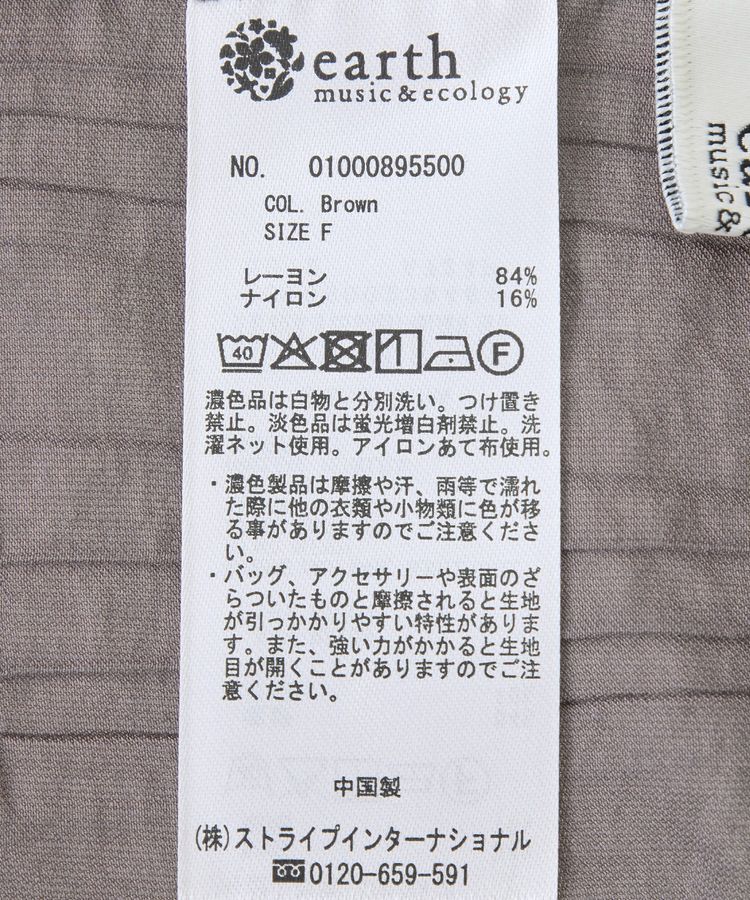 earth
music&ecology
NO. 01000895500
COL. Brown
SIZE F
レーヨン 84%
ナイロン 16%
40
F
濃色品は白物と分別洗い。つけ置き
禁止。淡色品は蛍光増白剤禁止。洗
濯ネット使用。アイロンあて布使用。
・濃色製品は摩擦や汗、雨等で濡れ
た際に他の衣類や小物類に色が移
る事がありますのでご注意くださ
い。
・バッグ、アクセサリーや表面のざ
らついたものと摩擦されると生地
が引っかかりやすい特性がありま
す。また、強い力がかかると生地
目が開くことがありますのでご注
意ください。
中国製
(株)ストライプインターナショナル
0120-659-591
music&